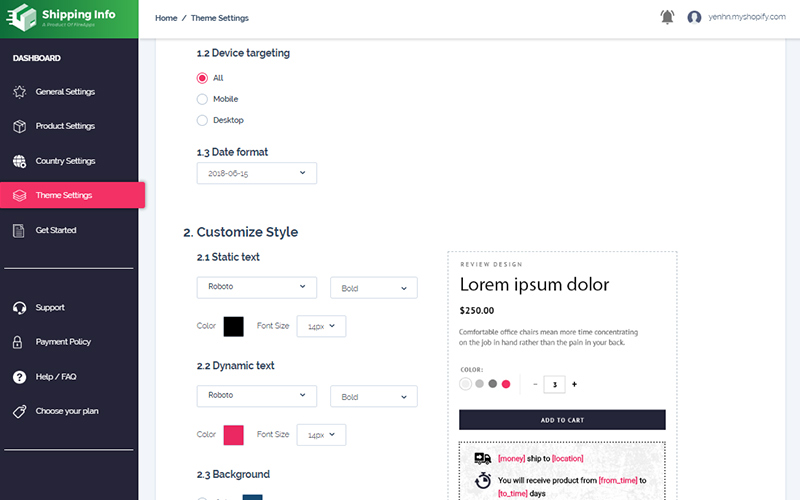 Shipping Info
A Product Of FireApps
Home / Theme Settings
yenhn.myshopify.com
DASHBOARD
General Settings
Product Settings
Country Settings
Theme Settings
Get Started
Support
Payment Policy
Help / FAQ
Choose your plan
1.2 Device targeting
All
Mobile
Desktop
1.3 Date format
2018-06-15
2. Customize Style
2.1 Static text
Roboto Bold
Color Font Size 14px
2.2 Dynamic text
Roboto Bold
Color Font Size 14px
2.3 Background
REVIEW DESIGN
Lorem ipsum dolor
$250.00
Comfortable office chairs mean more time concentrating
on the job in hand rather than the pain in your back.
COLOR:
− 3 +
ADD TO CART
[money] ship to [location]
You will receive product from [from_time] to
[to_time] days